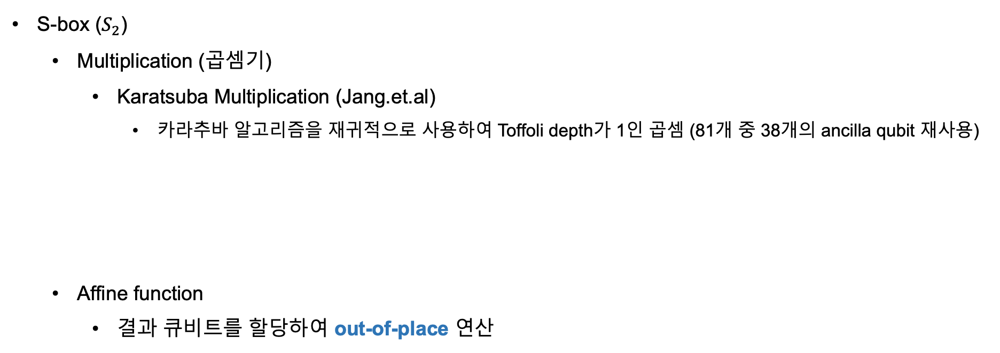 • S-box (S₂)
• Multiplication (곱셈기)
• Karatsuba Multiplication (Jang.et.al)
• 카라추바 알고리즘을 재귀적으로 사용하여 Toffoli depth가 1인 곱셈 (81개 중 38개의 ancilla qubit 재사용)
• Affine function
• 결과 큐비트를 할당하여 out-of-place 연산